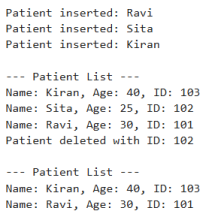 Patient inserted: Ravi
Patient inserted: Sita
Patient inserted: Kiran
--- Patient List ---
Name: Kiran, Age: 40, ID: 103
Name: Sita, Age: 25, ID: 102
Name: Ravi, Age: 30, ID: 101
Patient deleted with ID: 102
--- Patient List ---
Name: Kiran, Age: 40, ID: 103
Name: Ravi, Age: 30, ID: 101